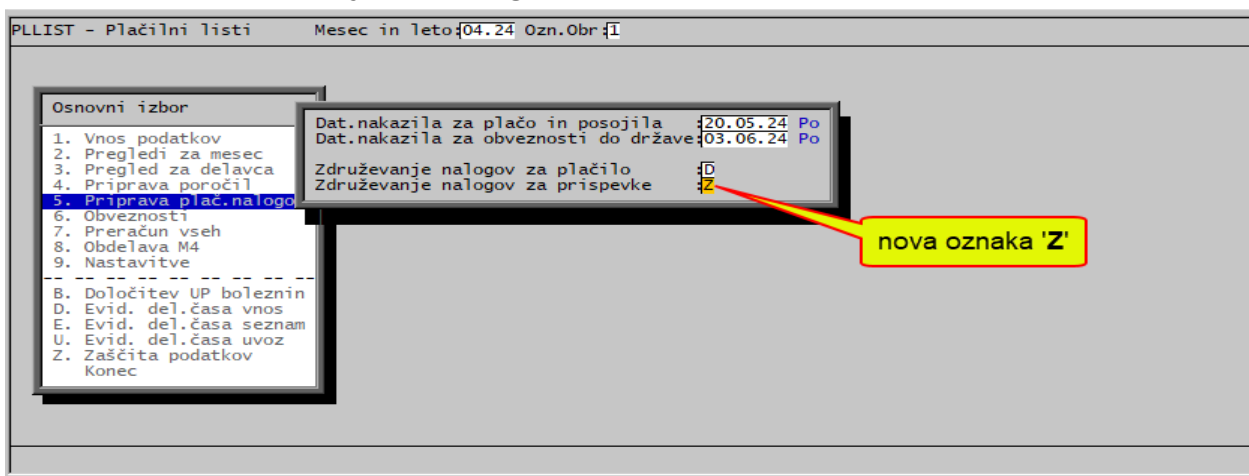 PLLIST - Plačilni listi Mesec in leto:04.24 Ozn.Obr:1
Osnovni izbor
1. Vnos podatkov
2. Pregledi za mesec
3. Pregled za delavca
4. Priprava poročil
5. Priprava plač.nalogo
6. Obveznosti
7. Preračun vseh
8. Obdelava M4
9. Nastavitve
-- -- -- -- -- -- -- --
B. Določitev UP boleznin
D. Evid. del.časa vnos
E. Evid. del.časa seznam
U. Evid. del.časa uvoz
Z. Zaščita podatkov
Konec
Dat.nakazila za plačo in posojila :20.05.24 Po
Dat.nakazila za obveznosti do države:03.06.24 Po
Združevanje nalogov za plačilo :D
Združevanje nalogov za prispevke :Z
nova oznaka 'Z'